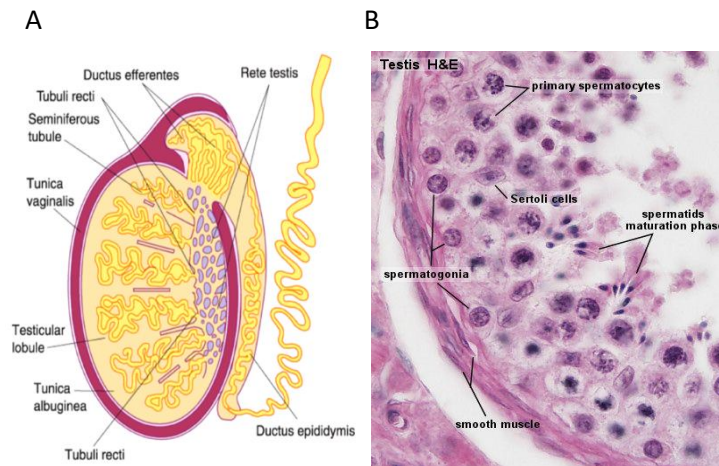 A
Ductus efferentes
Rete testis
Tubuli recti
Seminiferous
tubule
Tunica
vaginalis
Testicular
lobule
Tunica
albuginea
Tubuli recti
Ductus epididymis
B
Testis H&E
primary spermatocytes
Sertoli cells
spermatids
maturation phase
spermatogonia
smooth muscle